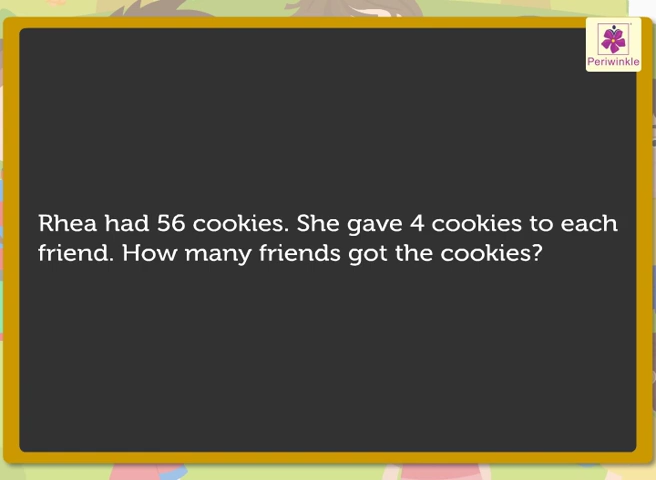 Periwinkle
Rhea had 56 cookies. She gave 4 cookies to each
friend. How many friends got the cookies?